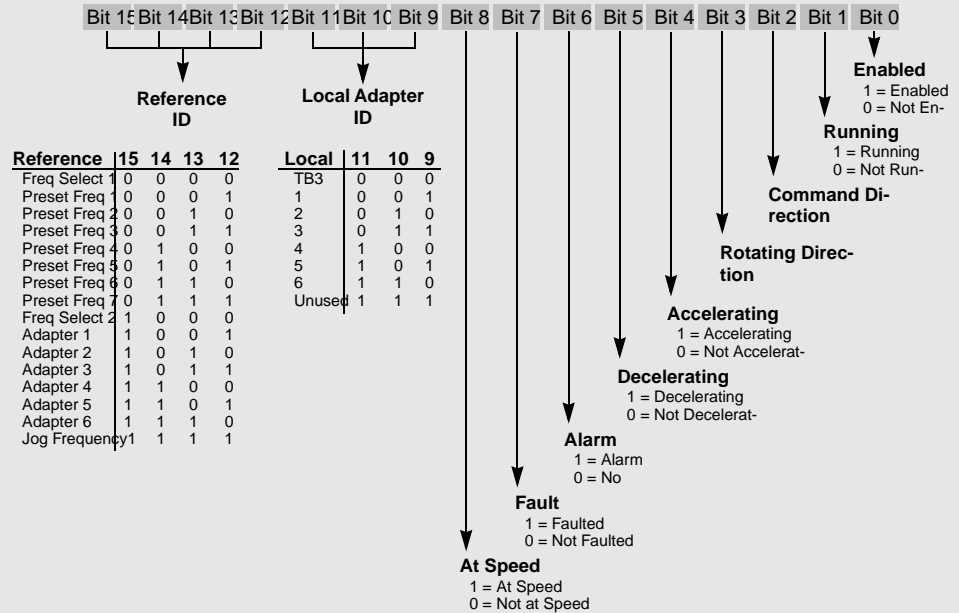 Bit 15 Bit 14 Bit 13 Bit 12 Bit 11 Bit 10 Bit 9 Bit 8 Bit 7 Bit 6 Bit 5 Bit 4 Bit 3 Bit 2 Bit 1 Bit 0
Reference
ID
Reference 15 14 13 12
Freq Select 1 0 0 0 0
Preset Freq 1 0 0 0 1
Preset Freq 2 0 0 1 0
Preset Freq 3 0 0 1 1
Preset Freq 4 0 1 0 0
Preset Freq 5 0 1 0 1
Preset Freq 6 0 1 1 0
Preset Freq 7 0 1 1 1
Freq Select 2 1 0 0 0
Adapter 1 1 0 0 1
Adapter 2 1 0 1 0
Adapter 3 1 0 1 1
Adapter 4 1 1 0 0
Adapter 5 1 1 0 1
Adapter 6 1 1 1 0
Jog Frequency 1 1 1 1
Local Adapter
ID
Local 11 10 9
TB3 0 0 0
1 0 0 1
2 0 1 0
3 0 1 1
4 1 0 0
5 1 0 1
6 1 1 0
Unused 1 1 1
Enabled
1 = Enabled
0 = Not En-
Running
1 = Running
0 = Not Run-
Command Di-
rection
Rotating Direc-
tion
Accelerating
1 = Accelerating
0 = Not Accelerat-
Decelerating
1 = Decelerating
0 = Not Decelerat-
Alarm
1 = Alarm
0 = No
Fault
1 = Faulted
0 = Not Faulted
At Speed
1 = At Speed
0 = Not at Speed